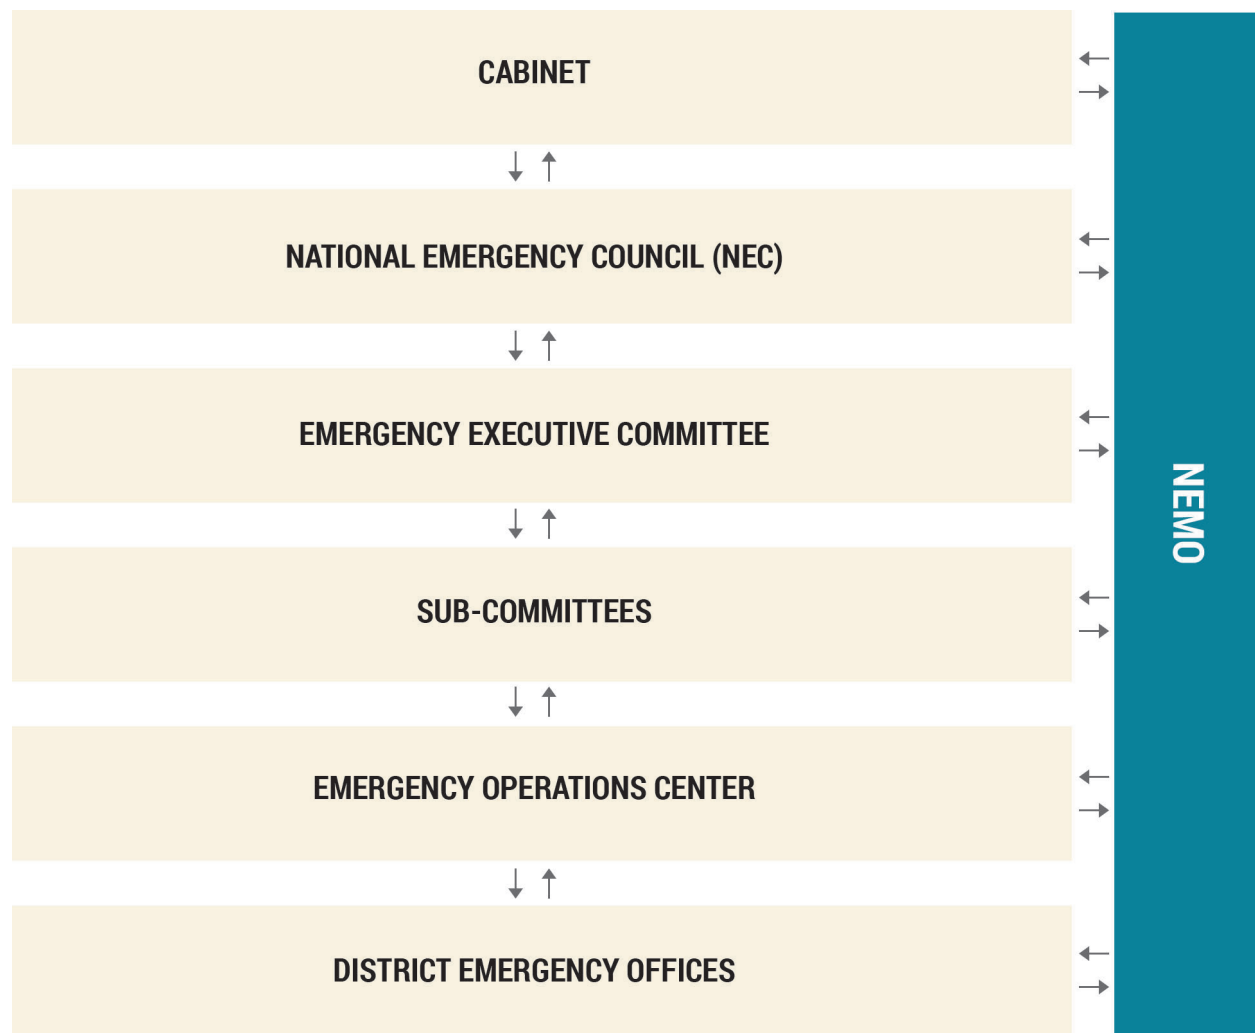 CABINET
NATIONAL EMERGENCY COUNCIL (NEC)
EMERGENCY EXECUTIVE COMMITTEE
SUB-COMMITTEES
EMERGENCY OPERATIONS CENTER
DISTRICT EMERGENCY OFFICES
NEMO